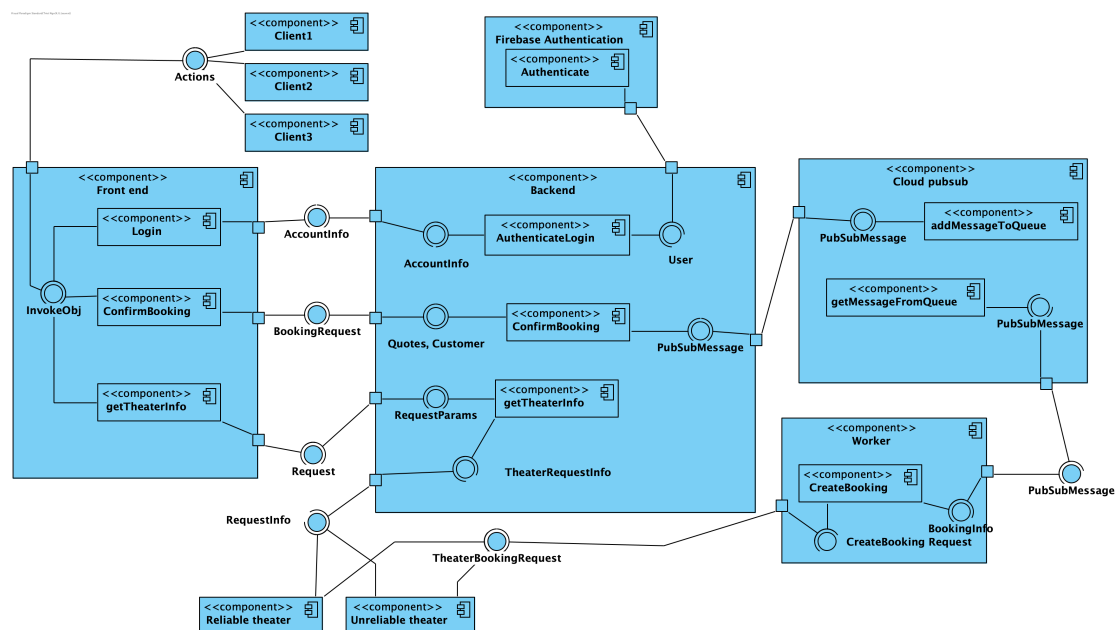 <<component>>
Client1
<<component>>
Client2
<<component>>
Client3
Actions
<<component>>
Firebase Authentication
<<component>>
Authenticate
<<component>>
Front end
<<component>>
Login
<<component>>
ConfirmBooking
<<component>>
getTheaterInfo
InvokeObj
AccountInfo
BookingRequest
Request
<<component>>
Backend
AccountInfo
<<component>>
AuthenticateLogin
User
Quotes, Customer
<<component>>
ConfirmBooking
PubSubMessage
RequestParams
<<component>>
getTheaterInfo
TheaterRequestInfo
<<component>>
Cloud pubsub
PubSubMessage
<<component>>
addMessageToQueue
<<component>>
getMessageFromQueue
PubSubMessage
<<component>>
Worker
<<component>>
CreateBooking
BookingInfo
CreateBooking Request
PubSubMessage
RequestInfo
TheaterBookingRequest
<<component>>
Reliable theater
<<component>>
Unreliable theater